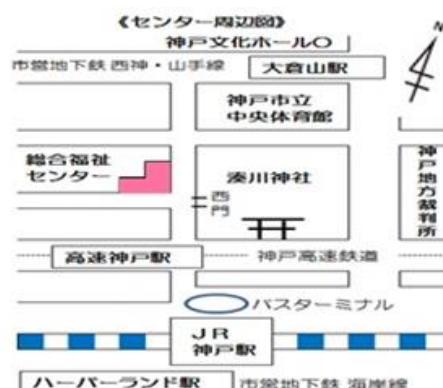 《センター周辺図》
神戸文化ホール〇
N
市営地下鉄 西神・山手線
大倉山駅
神戸市立
中央体育館
総合福祉
センター
湊川神社
西門
神戸地方裁判所
高速神戸駅
神戸高速鉄道
バスターミナル
JR
神戸駅
ハーバーランド駅
市営地下鉄 海岸線